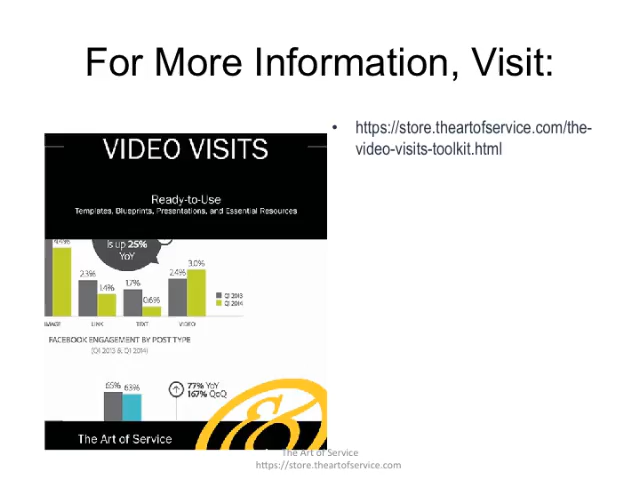 For More Information, Visit:
• https://store.theartofservice.com/the-
video-visits-toolkit.html
VIDEO VISITS
Ready-to-Use
Templates, Blueprints, Presentations, and Essential Resources
is up 25%
YoY
2.3%
1.4%
1.7%
0.6%
2.4%
3.0%
Q1 2013
Q1 2014
IMAGE
LINK
TEXT
VIDEO
FACEBOOK ENGAGEMENT BY POST TYPE
(Q1 2013 & Q1 2014)
65%
63%
77% YoY
167% QoQ
The Art of Service
The Art of Service
https://store.theartofservice.com